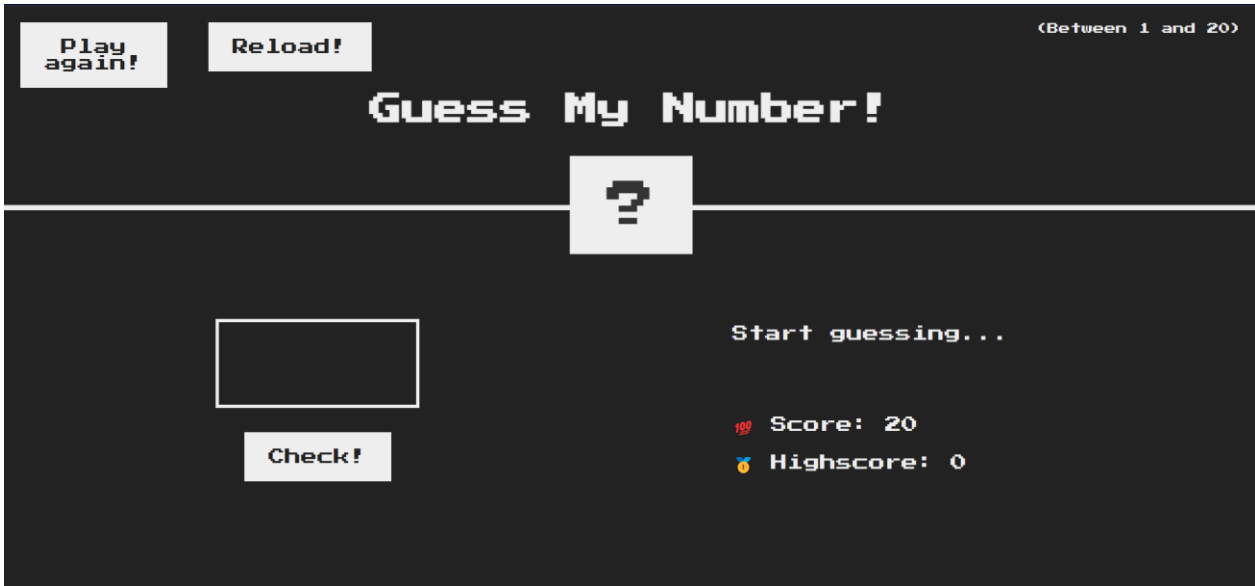 Play
again!
Reload!
(Between 1 and 20)
Guess My Number!
?
Start guessing...
💯 Score: 20
🥇 Highscore: 0
Check!